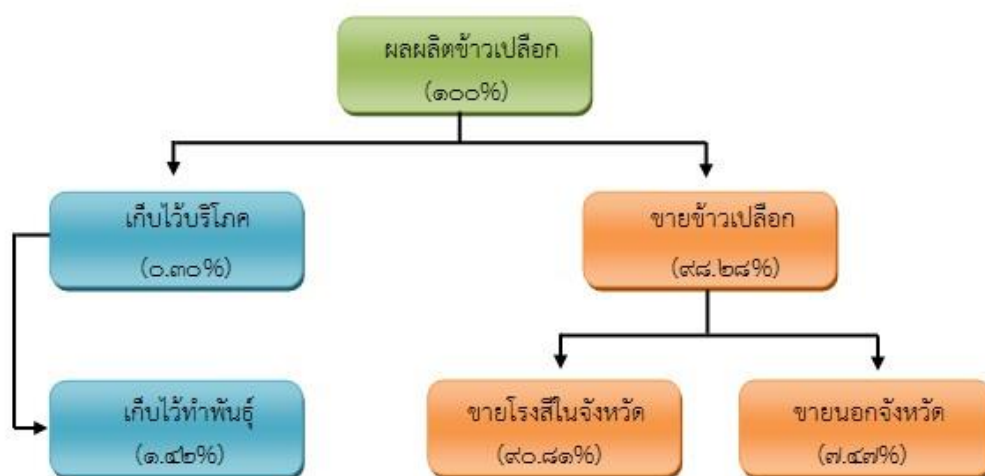 ผลผลิตข้าวเปลือก
(๑๐๐%)
เก็บไว้บริโภค
(๐.๓๐%)
ขายข้าวเปลือก
(๙๘.๒๘%)
เก็บไว้ทำพันธุ์
(๑.๔๒%)
ขายโรงสีในจังหวัด
(๙๐.๘๑%)
ขายนอกจังหวัด
(๗.๔๗%)